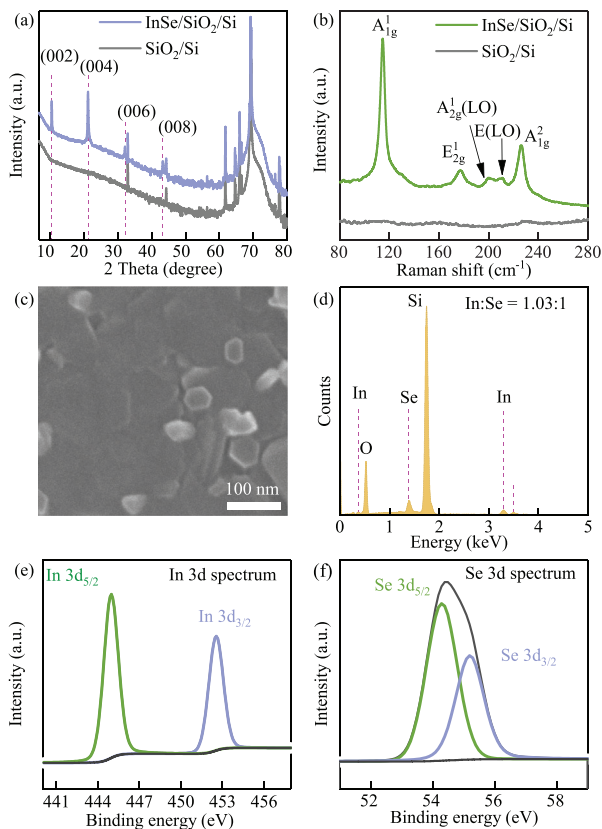 (a)
InSe/SiO₂/Si
SiO₂/Si
(002)
(004)
(006)
(008)
Intensity (a.u.)
10 20 30 40 50 60 70 80
2 Theta (degree)
(b)
InSe/SiO₂/Si
SiO₂/Si
A¹₁g
A¹₂g(LO)
E(LO)
E¹₂g
A²₁g
Intensity (a.u.)
80 120 160 200 240 280
Raman shift (cm⁻¹)
(c)
100 nm
(d)
In:Se = 1.03:1
Si
In
Se
In
O
Counts
0 1 2 3 4 5
Energy (keV)
(e)
In 3d₅/₂
In 3d spectrum
In 3d₃/₂
Intensity (a.u.)
441 444 447 450 453 456
Binding energy (eV)
(f)
Se 3d spectrum
Se 3d₅/₂
Se 3d₃/₂
Intensity (a.u.)
52 54 56 58
Binding energy (eV)